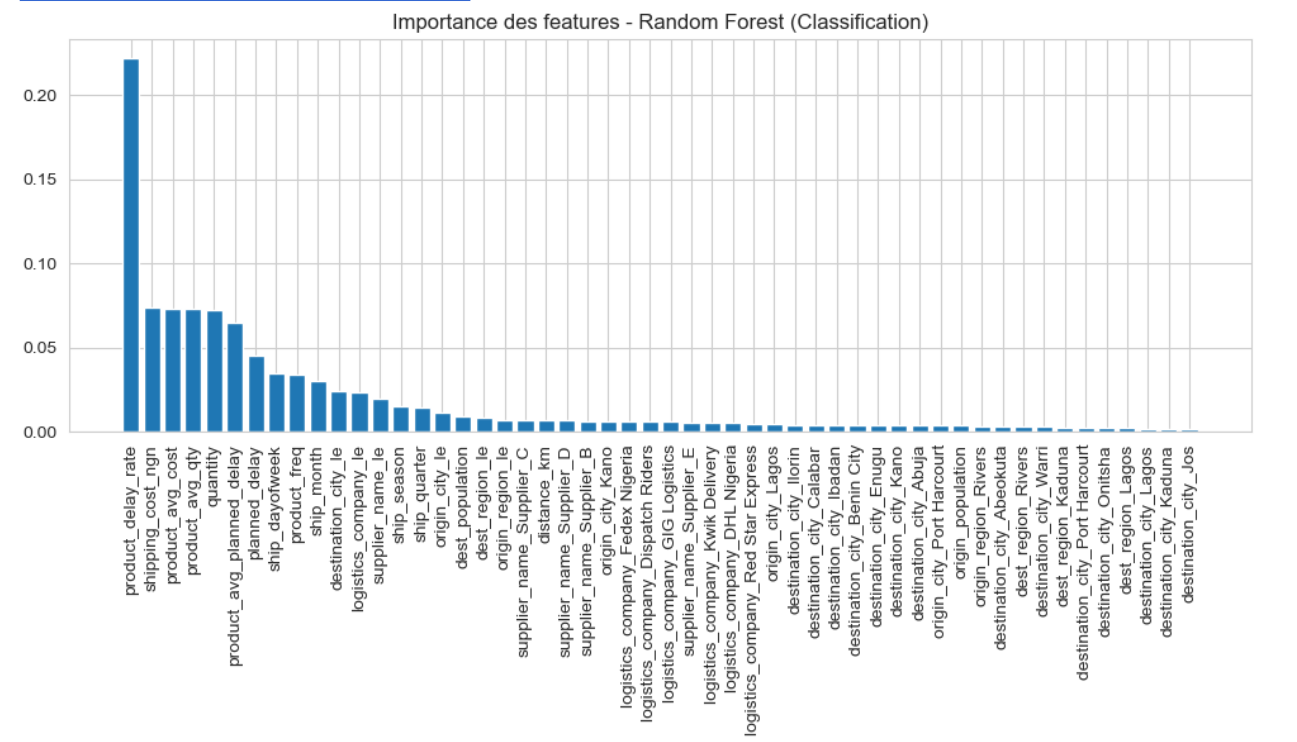 Importance des features - Random Forest (Classification)
0.20
0.15
0.10
0.05
0.00
product_delay_rate
shipping_cost_ngn
product_avg_cost
product_avg_qty
quantity
product_avg_planned_delay
planned_delay
ship_dayofweek
product_freq
ship_month
destination_city_le
logistics_company_le
supplier_name_le
ship_season
ship_quarter
origin_city_le
dest_population
dest_region_le
origin_region_le
supplier_name_Supplier_C
distance_km
supplier_name_Supplier_D
supplier_name_Supplier_B
origin_city_Kano
logistics_company_Fedex Nigeria
logistics_company_Dispatch Riders
logistics_company_GIG Logistics
supplier_name_Supplier_E
logistics_company_Kwik Delivery
logistics_company_DHL Nigeria
logistics_company_Red Star Express
origin_city_Lagos
destination_city_Ilorin
destination_city_Calabar
destination_city_Ibadan
destination_city_Benin City
destination_city_Enugu
destination_city_Kano
destination_city_Abuja
origin_city_Port Harcourt
origin_population
origin_region_Rivers
destination_city_Abeokuta
dest_region_Rivers
destination_city_Warri
dest_region_Kaduna
destination_city_Port Harcourt
destination_city_Onitsha
dest_region_Lagos
destination_city_Lagos
destination_city_Kaduna
destination_city_Jos